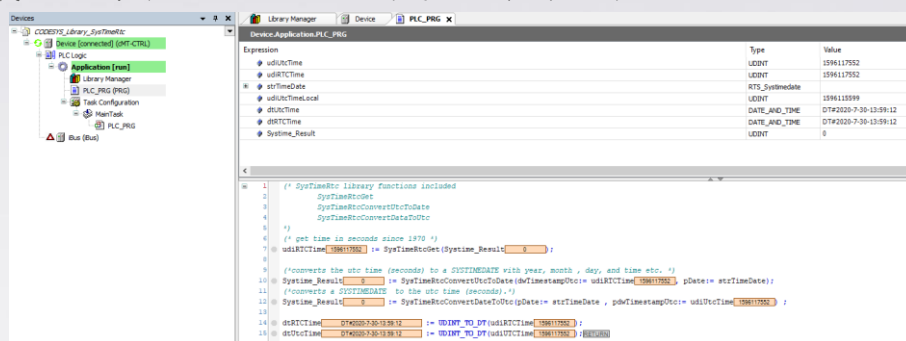 Devices
CODESYS_Library_SysTimeRtc
Device [connected] (cMT-CTRL)
PLC Logic
Application [run]
Library Manager
PLC_PRG (PRG)
Task Configuration
MainTask
PLC_PRG
iBus (iBus)
Library Manager Device PLC_PRG
Device.Application.PLC_PRG
Expression Type Value
udiUtcTime UDINT 1596117552
udiRTCTime UDINT 1596117552
strTimeDate RTS_Systimedate
udiUtcTimeLocal UDINT 1596115599
dtUtcTime DATE_AND_TIME DT#2020-7-30-13:59:12
dtRTCTime DATE_AND_TIME DT#2020-7-30-13:59:12
Systime_Result UDINT 0
1 (* SysTimeRtc library functions included
2 SysTimeRtcGet
3 SysTimeRtcConvertUtcToDate
4 SysTimeRtcConvertDataToUtc
5 *)
6 (* get time in seconds since 1970 *)
7 udiRTCTime 1596117552 := SysTimeRtcGet(Systime_Result 0 );
8
9 (*converts the utc time (seconds) to a SYSTIMEDATE with year, month , day, and time etc. *)
10 Systime_Result 0 := SysTimeRtcConvertUtcToDate(dwTimestampUtc:= udiRTCTime 1596117552 , pDate:= strTimeDate);
11 (*converts a SYSTIMEDATE to the utc time (seconds).*)
12 Systime_Result 0 := SysTimeRtcConvertDateToUtc(pDate:= strTimeDate , pdwTimestampUtc:= udiUtcTime 1596117552 ) ;
13
14 dtRTCTime DT#2020-7-30-13:59:12 := UDINT_TO_DT(udiRTCTime 1596117552 );
15 dtUtcTime DT#2020-7-30-13:59:12 := UDINT_TO_DT(udiUTCTime 1596117552 );RETURN